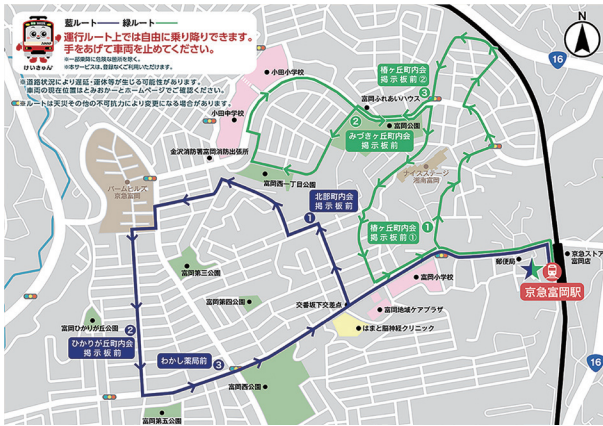 藍ルート 緑ルート
運行ルート上では自由に乗り降りできます。
手をあげて車両を止めてください。
※一部乗降に危険な箇所を除く。
※本サービスは、登録なくご利用いただけます。
けいきゅん
※道路状況により遅延・運休等が生じる可能性があります。
車両の現在位置はとみおかーとホームページでご確認ください。
※ルートは天災その他の不可抗力により変更になる場合があります。
16
N
小田小学校
小田中学校
金沢消防署富岡消防出張所
椿ヶ丘町内会
掲示板前②
3
富岡ふれあいハウス
2
富岡公園
みづきヶ丘町内会
掲示板前
ナイスステージ
湘南富岡
パームヒルズ
京急富岡
富岡西一丁目公園
北部町内会
掲示板前
1
椿ヶ丘町内会
掲示板前①
1
富岡第三公園
富岡小学校
郵便局
京急ストア
富岡店
京急富岡駅
富岡第四公園
交番坂下交差点
富岡地域ケアプラザ
はまと脳神経クリニック
富岡ひかりが丘公園
2
ひかりが丘町内会
掲示板前
わかし薬局前
3
富岡西公園
富岡第五公園
16